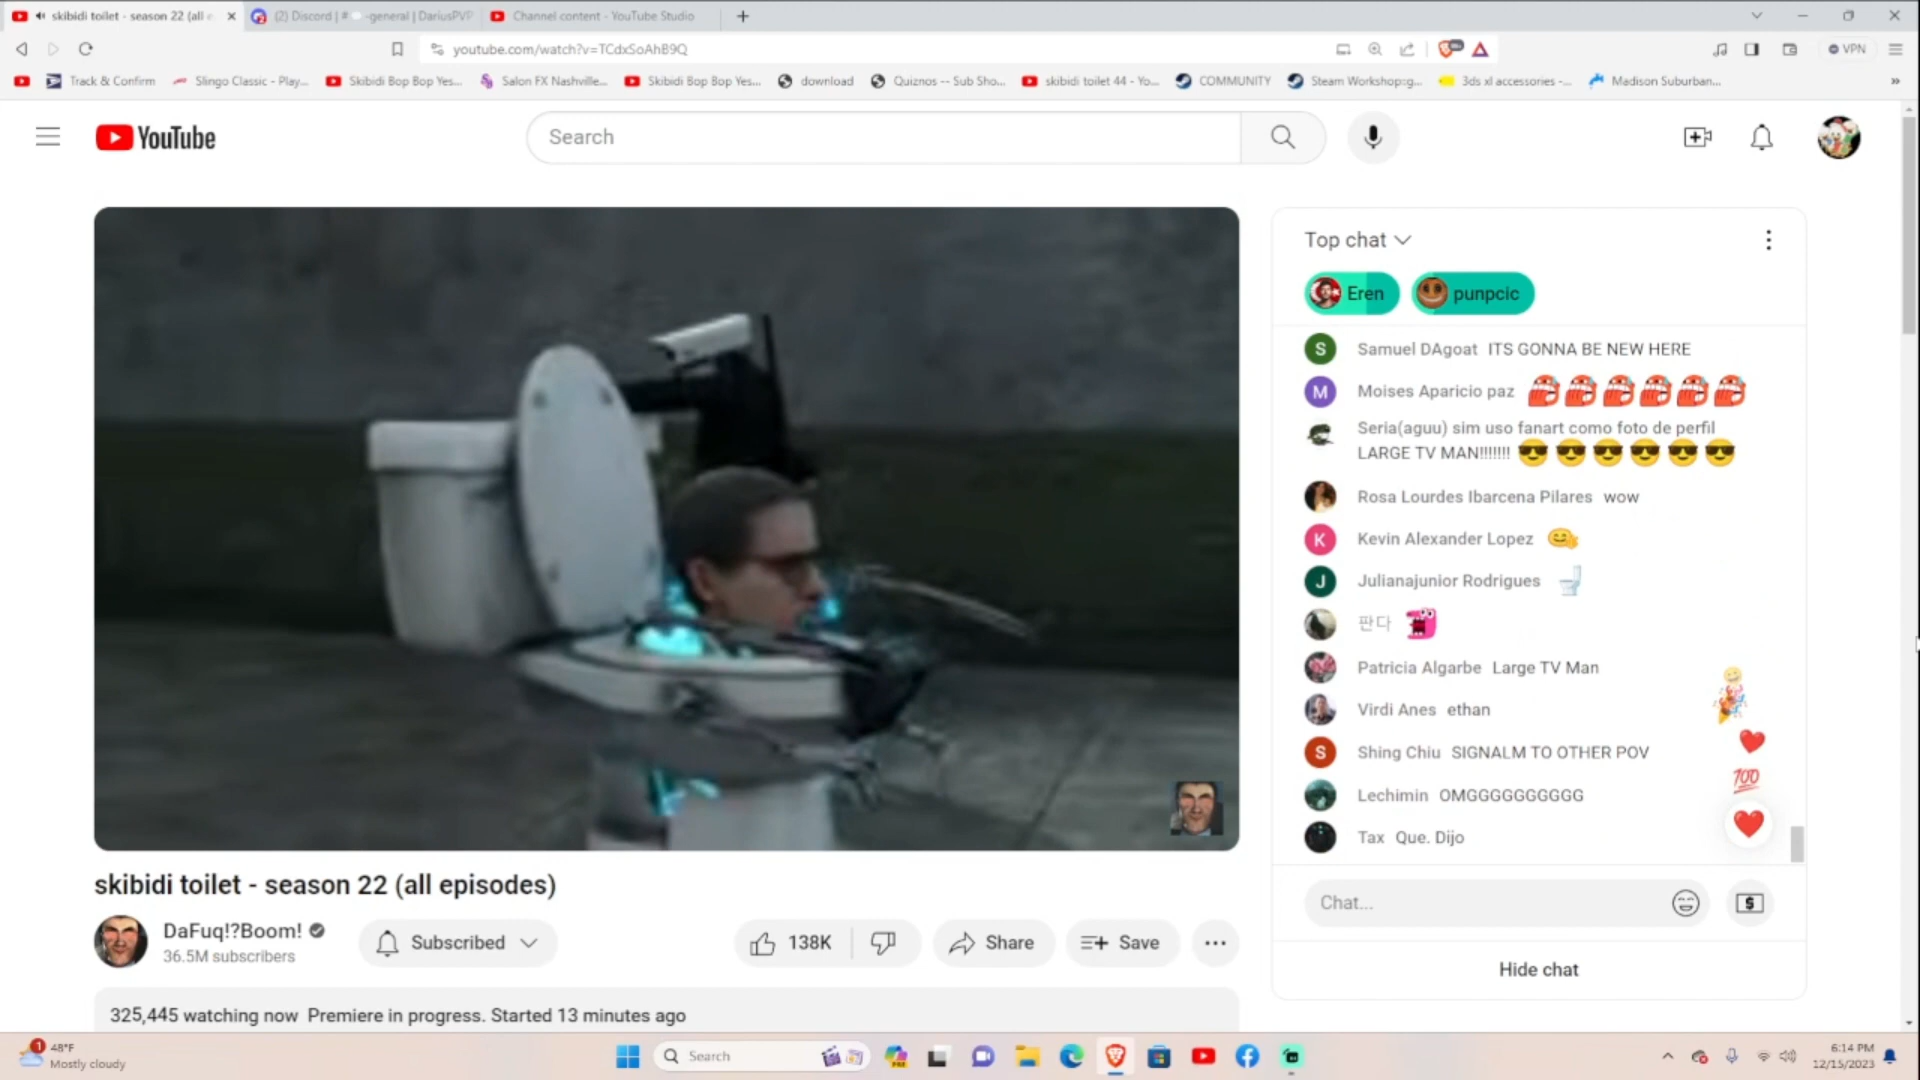 skibidi toilet - season 22 (all e
(2) Discord | # -general | DariusPVP
Channel content - YouTube Studio
youtube.com/watch?v=TCdxSoAhB9Q
VPN
Track & Confirm
Slingo Classic - Play...
Skibidi Bop Bop Yes...
Salon FX Nashville...
Skibidi Bop Bop Yes...
download
Quiznos -- Sub Sho...
skibidi toilet 44 - Yo...
COMMUNITY
Steam Workshop::g...
3ds xl accessories -...
Madison Suburban...
YouTube
Search
Top chat
Eren
punpcic
Samuel DAgoat ITS GONNA BE NEW HERE
Moises Aparicio paz
Seria(aguu) sim uso fanart como foto de perfil
LARGE TV MAN!!!!!!!
Rosa Lourdes Ibarcena Pilares wow
Kevin Alexander Lopez
Julianajunior Rodrigues
판다
Patricia Algarbe Large TV Man
Virdi Anes ethan
Shing Chiu SIGNALM TO OTHER POV
Lechimin OMGGGGGGGGGG
Tax Que. Dijo
Chat...
Hide chat
skibidi toilet - season 22 (all episodes)
DaFuq!?Boom!
36.5M subscribers
Subscribed
138K
Share
Save
325,445 watching now Premiere in progress. Started 13 minutes ago
48°F
Mostly cloudy
Search
6:14 PM
12/15/2023